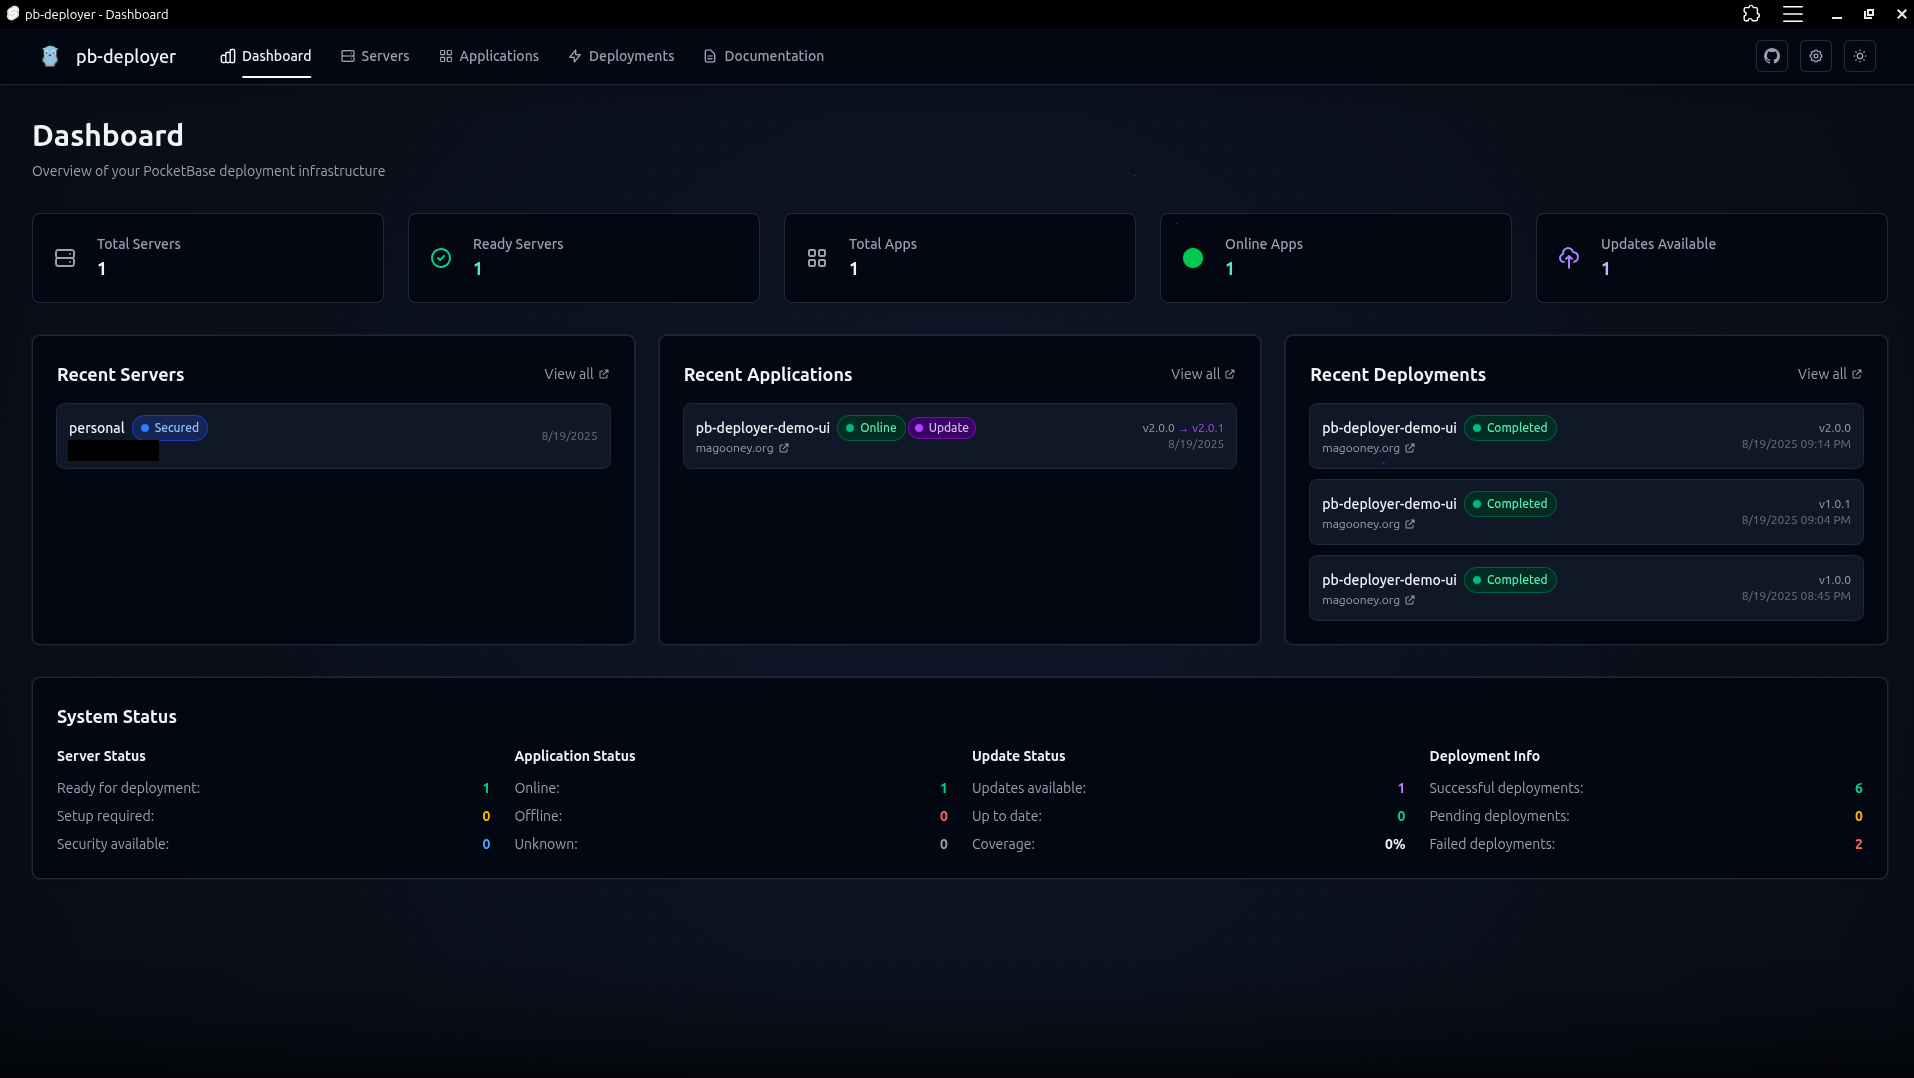 pb-deployer - Dashboard
pb-deployer
Dashboard
Servers
Applications
Deployments
Documentation
Dashboard
Overview of your PocketBase deployment infrastructure
Total Servers
1
Ready Servers
1
Total Apps
1
Online Apps
1
Updates Available
1
Recent Servers
View all
personal
Secured
8/19/2025
Recent Applications
View all
pb-deployer-demo-ui
Online
Update
v2.0.0 → v2.0.1
magooney.org
8/19/2025
Recent Deployments
View all
pb-deployer-demo-ui
Completed
v2.0.0
magooney.org
8/19/2025 09:14 PM
pb-deployer-demo-ui
Completed
v1.0.1
magooney.org
8/19/2025 09:04 PM
pb-deployer-demo-ui
Completed
v1.0.0
magooney.org
8/19/2025 08:45 PM
System Status
Server Status
Ready for deployment: 1
Setup required: 0
Security available: 0
Application Status
Online: 1
Offline: 0
Unknown: 0
Update Status
Updates available: 1
Up to date: 0
Coverage: 0%
Deployment Info
Successful deployments: 6
Pending deployments: 0
Failed deployments: 2